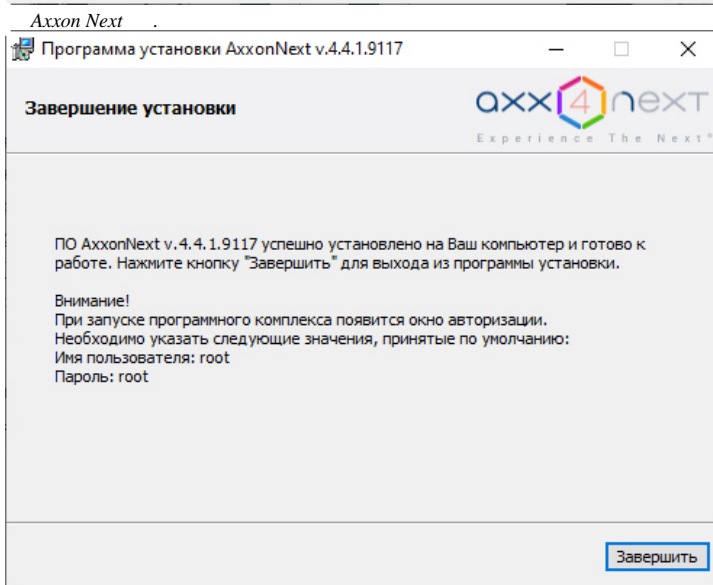 Axxon Next .
Программа установки AxxonNext v.4.4.1.9117
Завершение установки
axx4next
Experience The Next®
ПО AxxonNext v.4.4.1.9117 успешно установлено на Ваш компьютер и готово к
работе. Нажмите кнопку "Завершить" для выхода из программы установки.
Внимание!
При запуске программного комплекса появится окно авторизации.
Необходимо указать следующие значения, принятые по умолчанию:
Имя пользователя: root
Пароль: root
Завершить